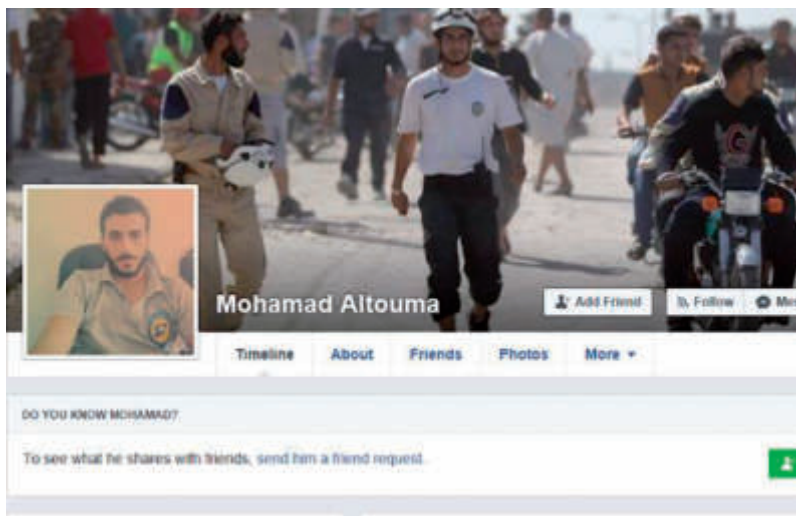 Mohamad Altouma
Add Friend
Follow
Timeline
About
Friends
Photos
More
DO YOU KNOW MOHAMAD?
To see what he shares with friends, send him a friend request.